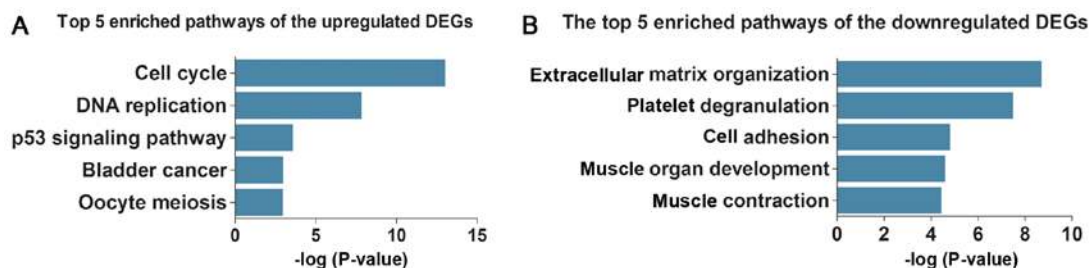 A Top 5 enriched pathways of the upregulated DEGs
Cell cycle
DNA replication
p53 signaling pathway
Bladder cancer
Oocyte meiosis
0 5 10 15
-log (P-value)
B The top 5 enriched pathways of the downregulated DEGs
Extracellular matrix organization
Platelet degranulation
Cell adhesion
Muscle organ development
Muscle contraction
0 2 4 6 8 10
-log (P-value)